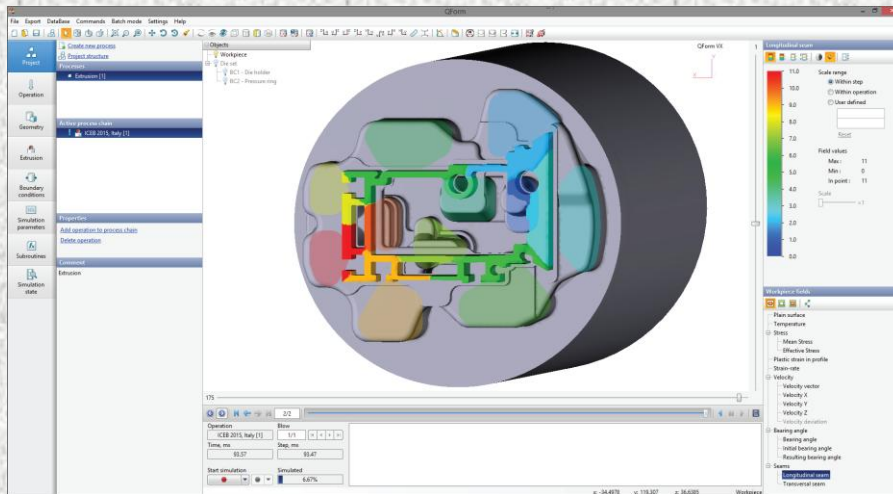 QForm
File Export DataBase Commands Batch mode Settings Help
Project
Operation
Geometry
Extrusion
Boundary
conditions
Simulation
parameters
Subroutines
Simulation
state
Create new process
Project structure
Processes
Extrusion [1]
Active process chain
ICEB 2015, Italy [1]
Properties
Add operation to process chain
Delete operation
Comment
Extrusion
Objects
Workpiece
Die set
BC1 - Die holder
BC2 - Pressure ring
QForm VX
175
2/2
Operation
Blow
ICEB 2015, Italy [1]
1/1
Time, ms
Step, ms
93.57
93.47
Start simulation
Simulated
6.67%
x: -34.4978 y: 119.307 z: 36.6385 Workpiece
Longitudinal seam
11.0
10.0
9.0
8.0
7.0
6.0
5.0
4.0
3.0
2.0
1.0
0.0
Scale range
Within step
Within operation
User defined
Reset
Field values
Max : 11
Min : 0
In point : 11
Scale
x1
Workpiece fields
Plain surface
Temperature
Stress
Mean Stress
Effective Stress
Plastic strain in profile
Strain-rate
Velocity
Velocity vector
Velocity X
Velocity Y
Velocity Z
Velocity deviation
Bearing angle
Bearing angle
Initial bearing angle
Resulting bearing angle
Seams
Longitudinal seam
Transversal seam